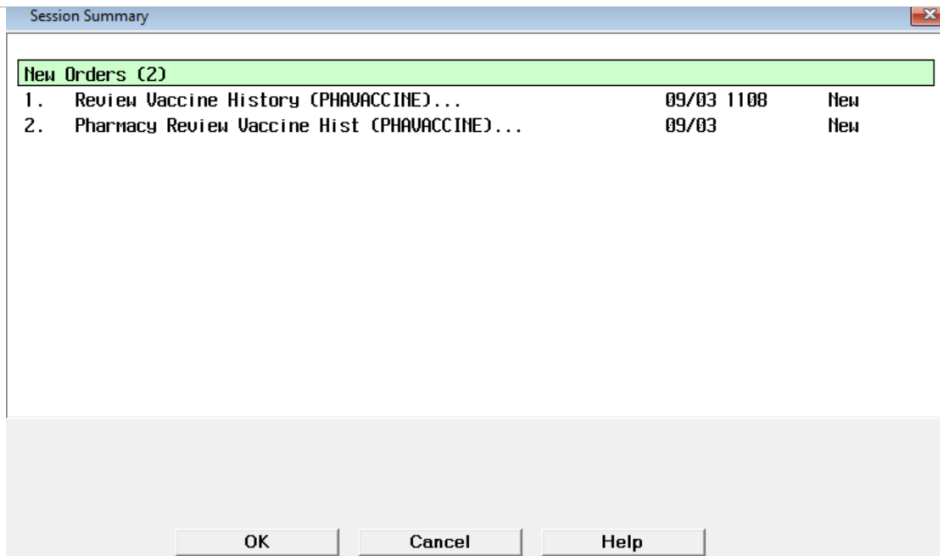 Session Summary
New Orders (2)
1. Review Vaccine History (PHAVACCINE)... 09/03 1108 New
2. Pharmacy Review Vaccine Hist (PHAVACCINE)... 09/03 New
OK Cancel Help